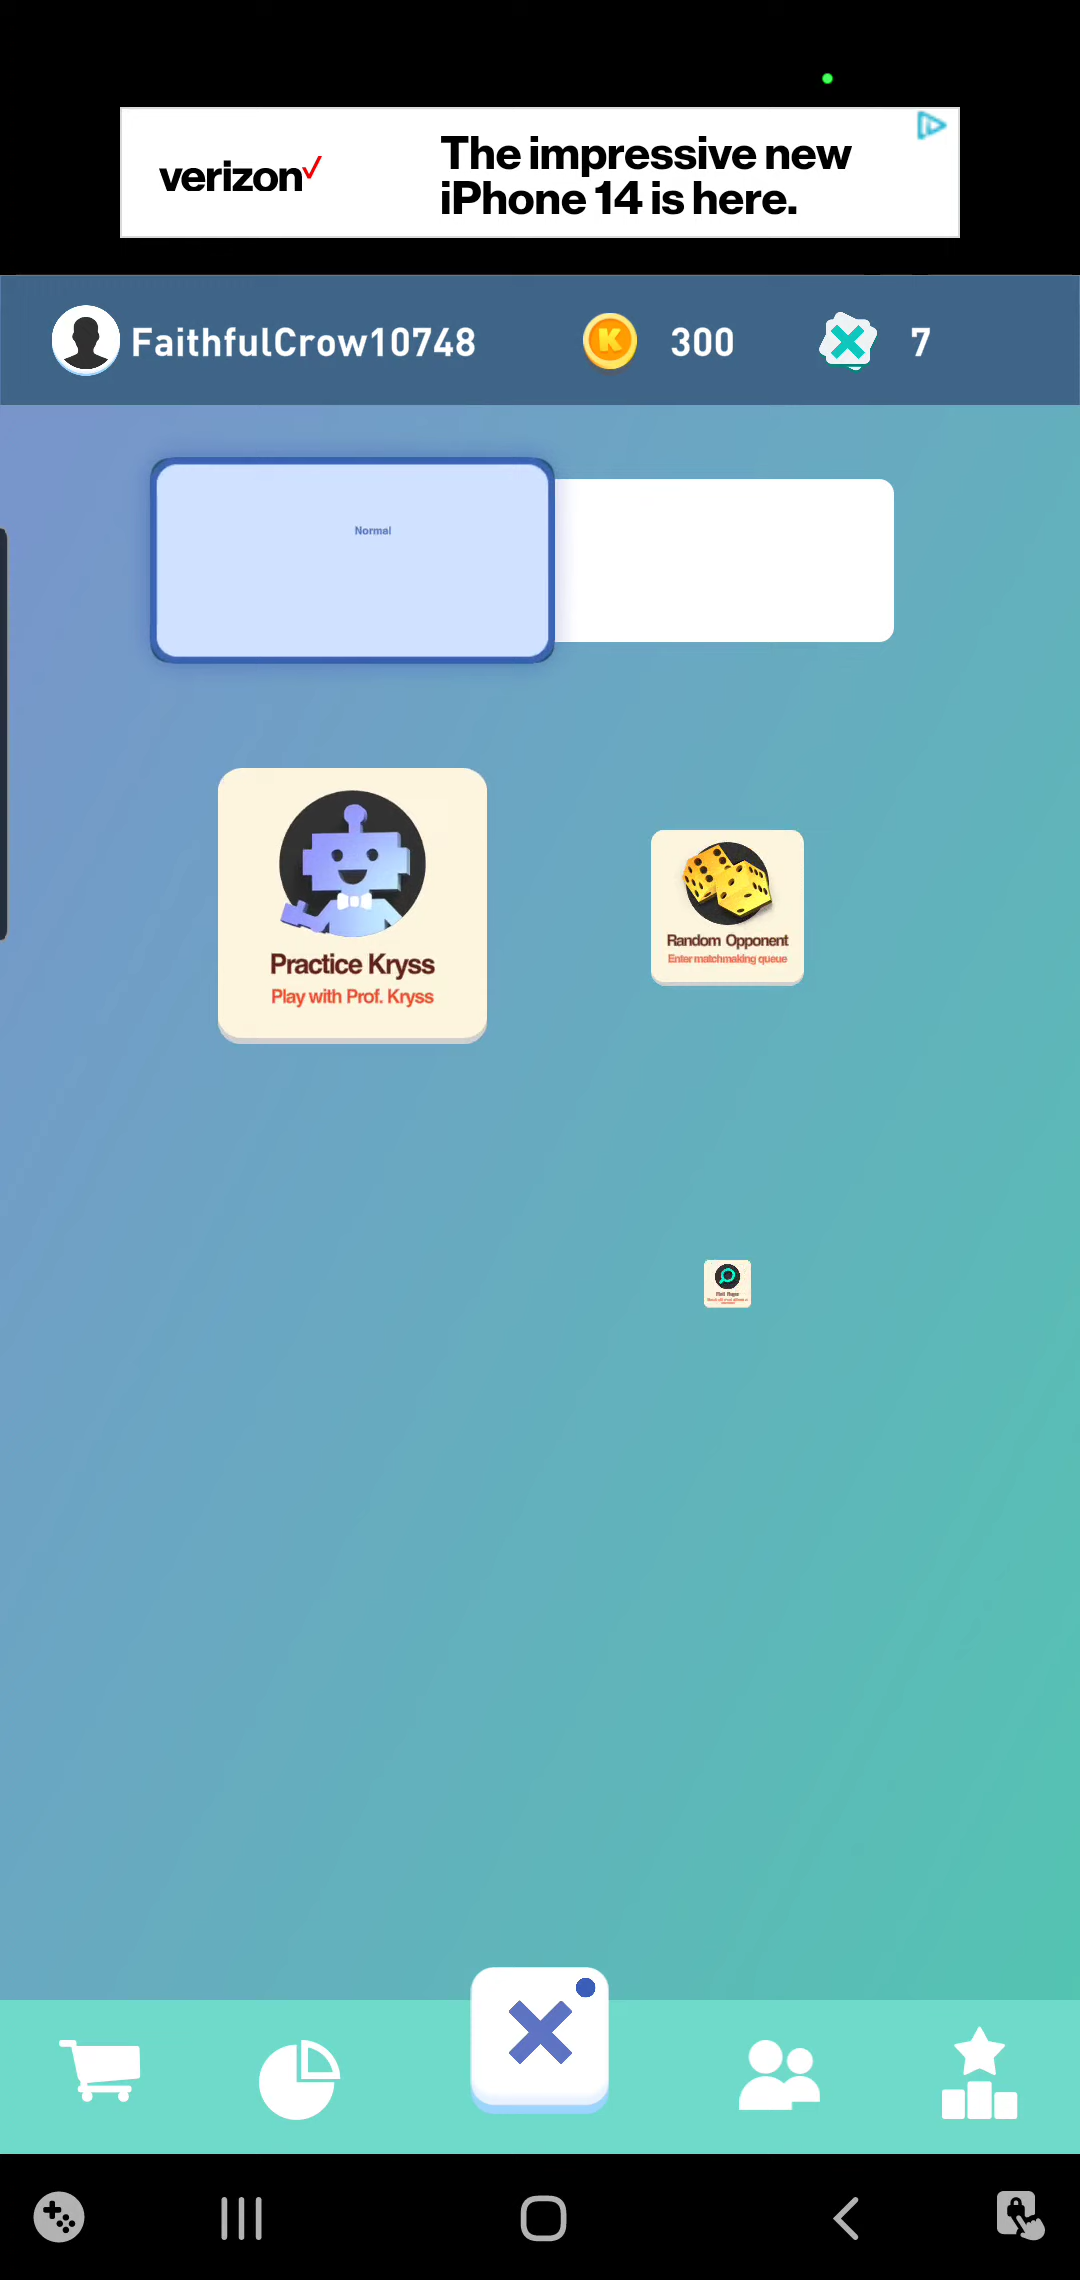 verizon
The impressive new
iPhone 14 is here.
FaithfulCrow10748
K
300
7
Normal
Practice Kryss
Play with Prof. Kryss
Random Opponent
Enter matchmaking queue